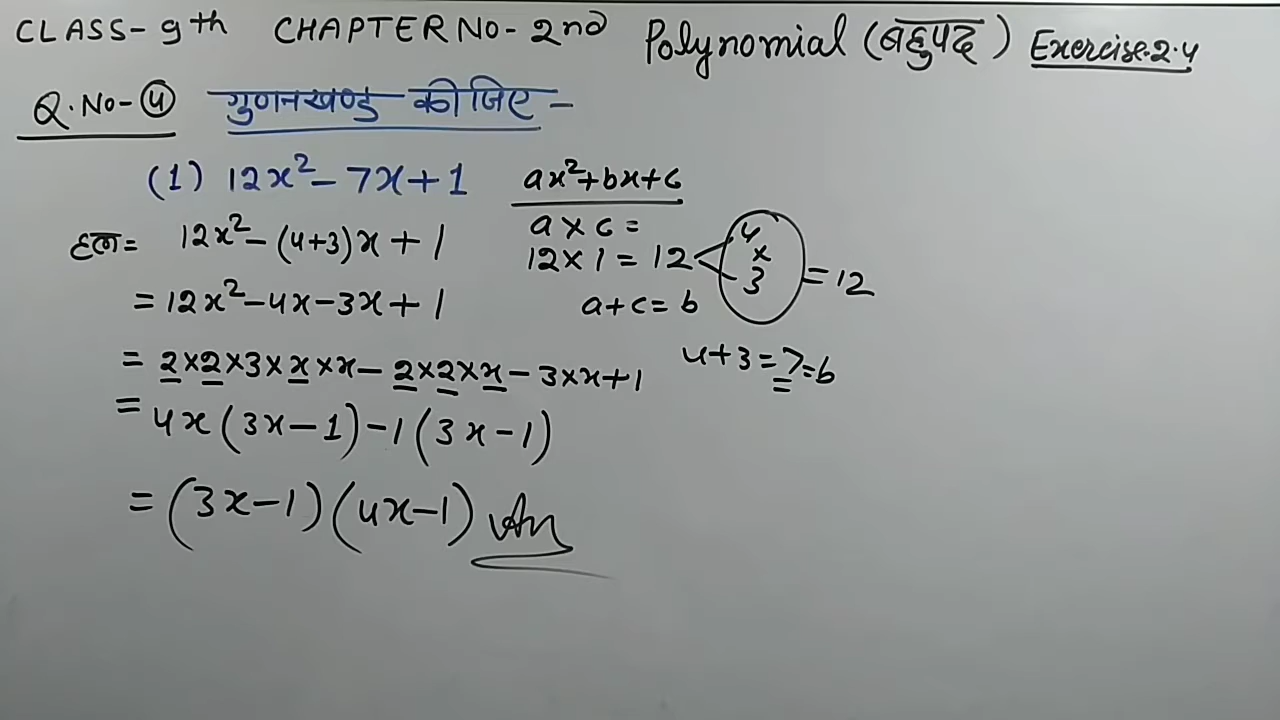 CLASS-9th CHAPTER NO-2nd Polynomial (बहुपद) Exercise.2.4
Q.No-④ गुणनखण्ड कीजिए-
(1) 12x²-7x+1 ax²+bx+c
हल= 12x²-(4+3)x+1 a×c=
12×1=12 4×3 =12
=12x²-4x-3x+1 a+c=b
=2×2×3×x×x-2×2×x-3×x+1 4+3=7=b
=4x(3x-1)-1(3x-1)
=(3x-1)(4x-1) Ans